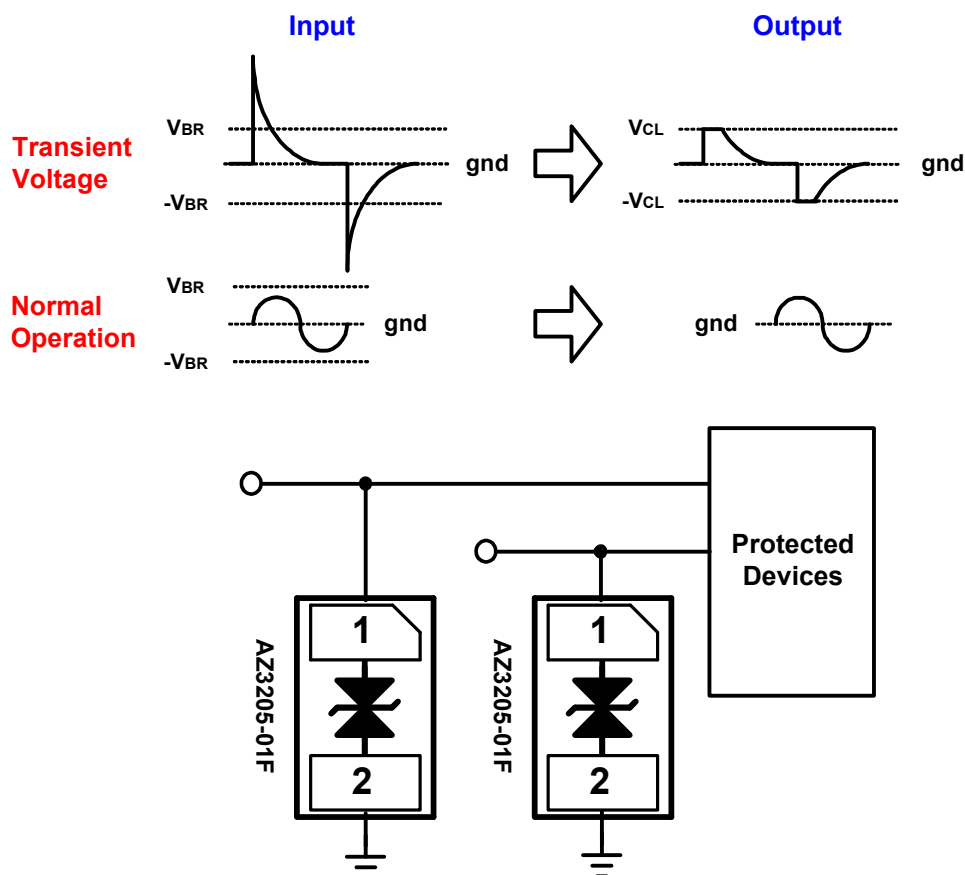 Input
Output
Transient
Voltage
VBR
gnd
-VBR
VCL
gnd
-VCL
Normal
Operation
VBR
gnd
-VBR
gnd
Protected
Devices
1
2
AZ3205-01F
1
2
AZ3205-01F